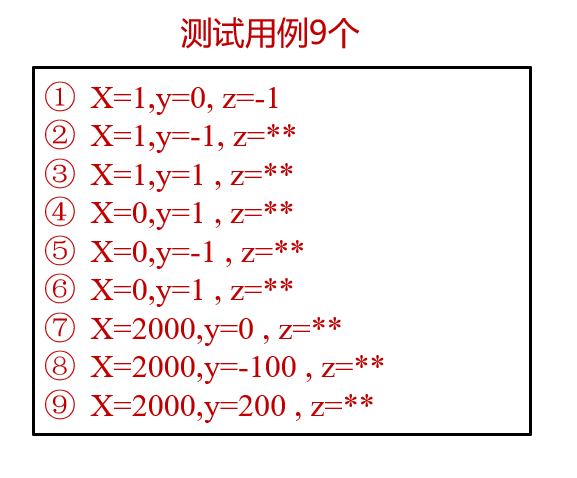 测试用例9个
① X=1,y=0, z=-1
② X=1,y=-1, z=**
③ X=1,y=1 , z=**
④ X=0,y=1 , z=**
⑤ X=0,y=-1 , z=**
⑥ X=0,y=1 , z=**
⑦ X=2000,y=0 , z=**
⑧ X=2000,y=-100 , z=**
⑨ X=2000,y=200 , z=**